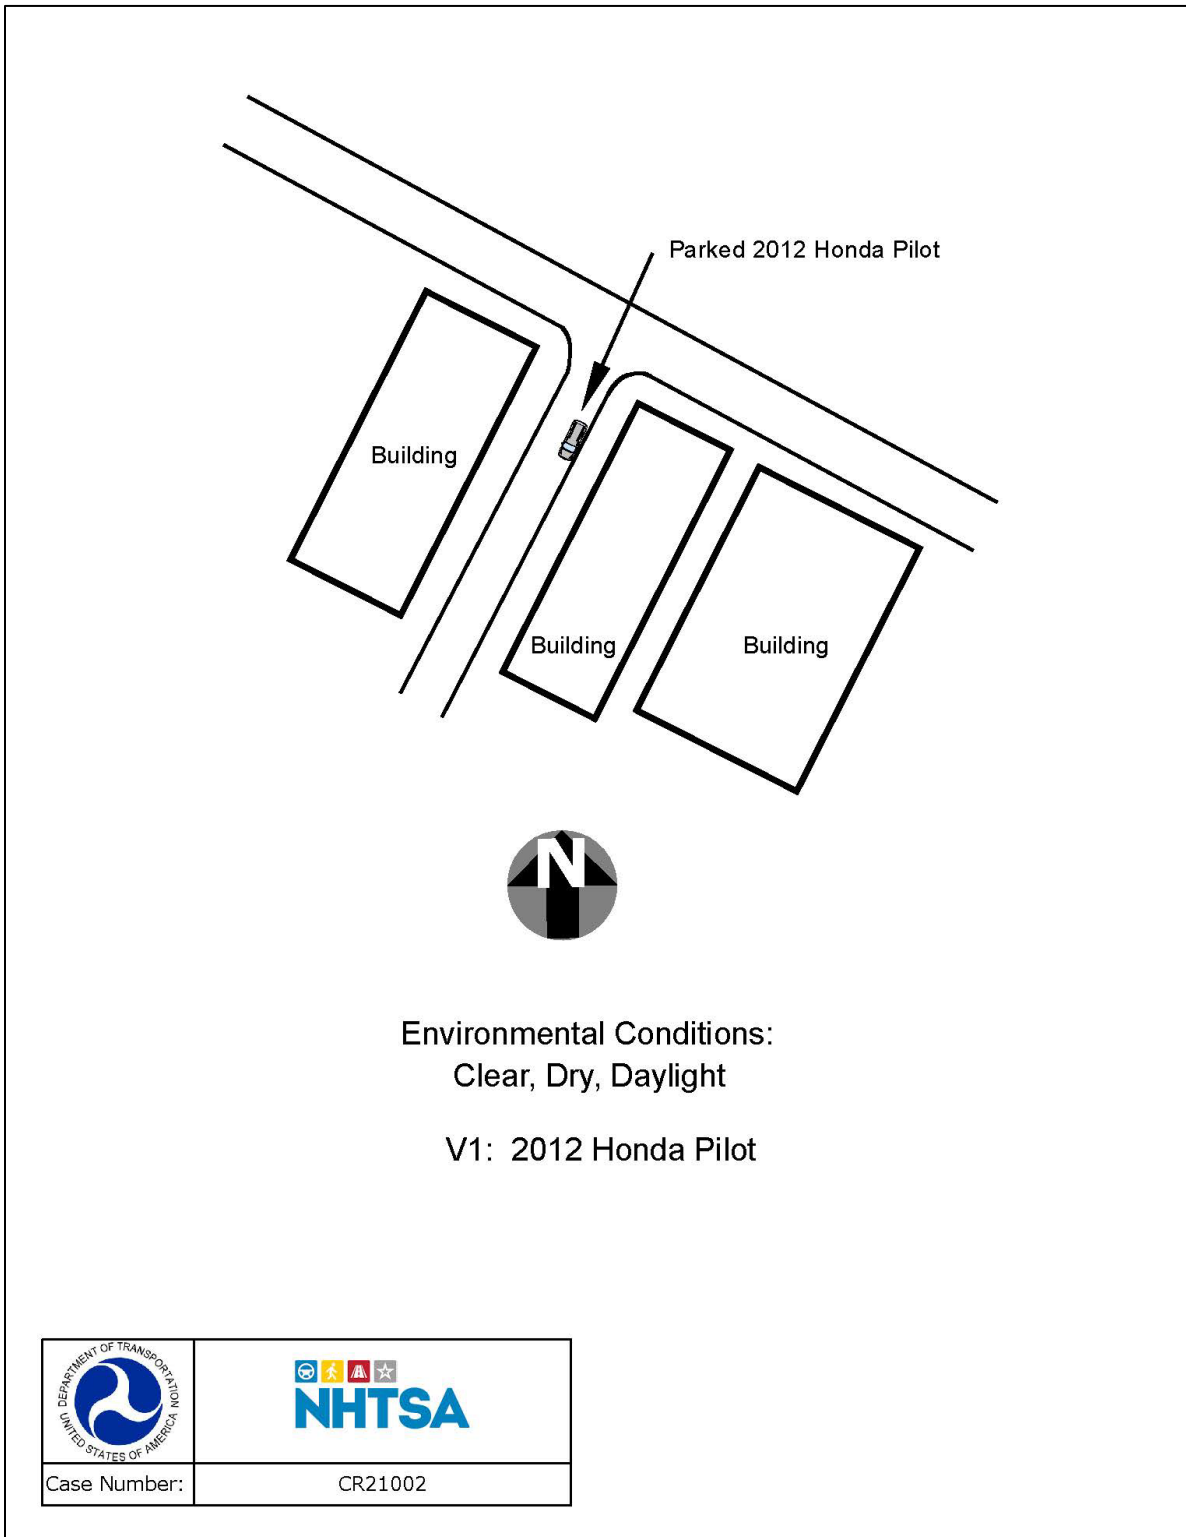 Parked 2012 Honda Pilot
Building
Building
Building
N
Environmental Conditions:
Clear, Dry, Daylight
V1: 2012 Honda Pilot
DEPARTMENT OF TRANSPORTATION
UNITED STATES OF AMERICA
NHTSA
Case Number:
CR21002